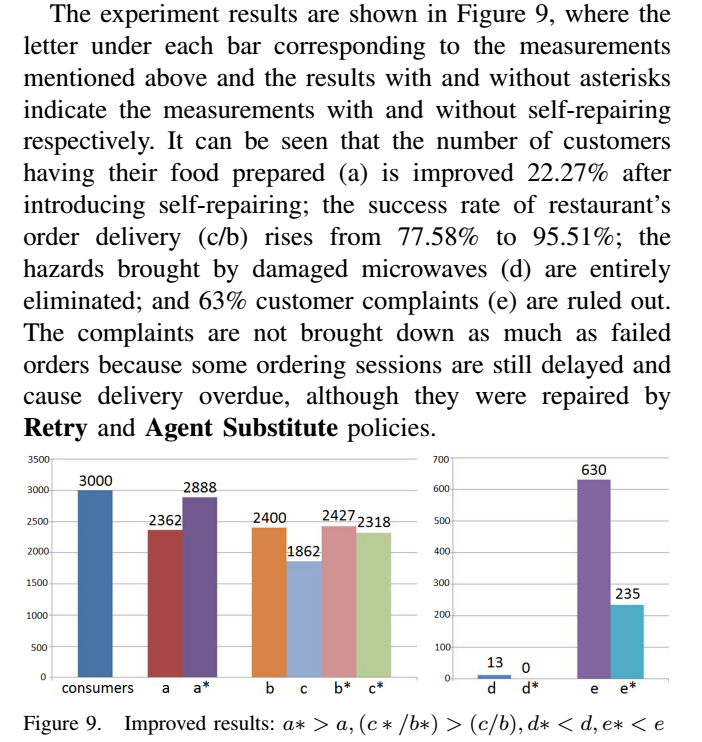 The experiment results are shown in Figure 9, where the
letter under each bar corresponding to the measurements
mentioned above and the results with and without asterisks
indicate the measurements with and without self-repairing
respectively. It can be seen that the number of customers
having their food prepared (a) is improved 22.27% after
introducing self-repairing; the success rate of restaurant's
order delivery (c/b) rises from 77.58% to 95.51%; the
hazards brought by damaged microwaves (d) are entirely
eliminated; and 63% customer complaints (e) are ruled out.
The complaints are not brought down as much as failed
orders because some ordering sessions are still delayed and
cause delivery overdue, although they were repaired by
Retry and Agent Substitute policies.
3500
3000
2500
2000
1500
1000
500
0
3000
2362
2888
2400
1862
2427
2318
consumers a a* b c b* c*
700
600
500
400
300
200
100
0
13
0
630
235
d d* e e*
Figure 9. Improved results: a∗ > a, (c ∗ /b∗) > (c/b), d∗ < d, e∗ < e